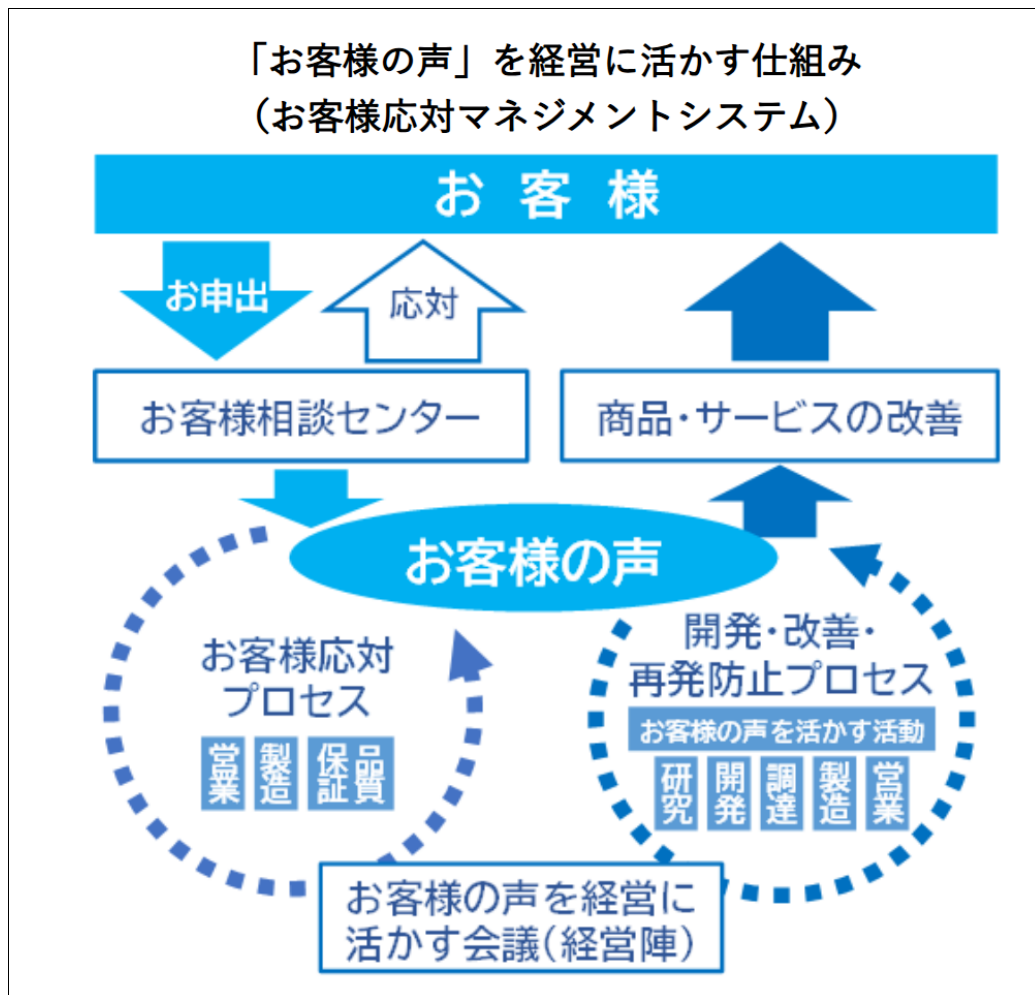 「お客様の声」を経営に活かす仕組み
（お客様応対マネジメントシステム）
お客様
お申出
応対
お客様相談センター
商品・サービスの改善
お客様の声
お客様応対
プロセス
営業
製造
品質
保証
開発・改善・
再発防止プロセス
お客様の声を活かす活動
研究
開発
調達
製造
営業
お客様の声を経営に
活かす会議（経営陣）